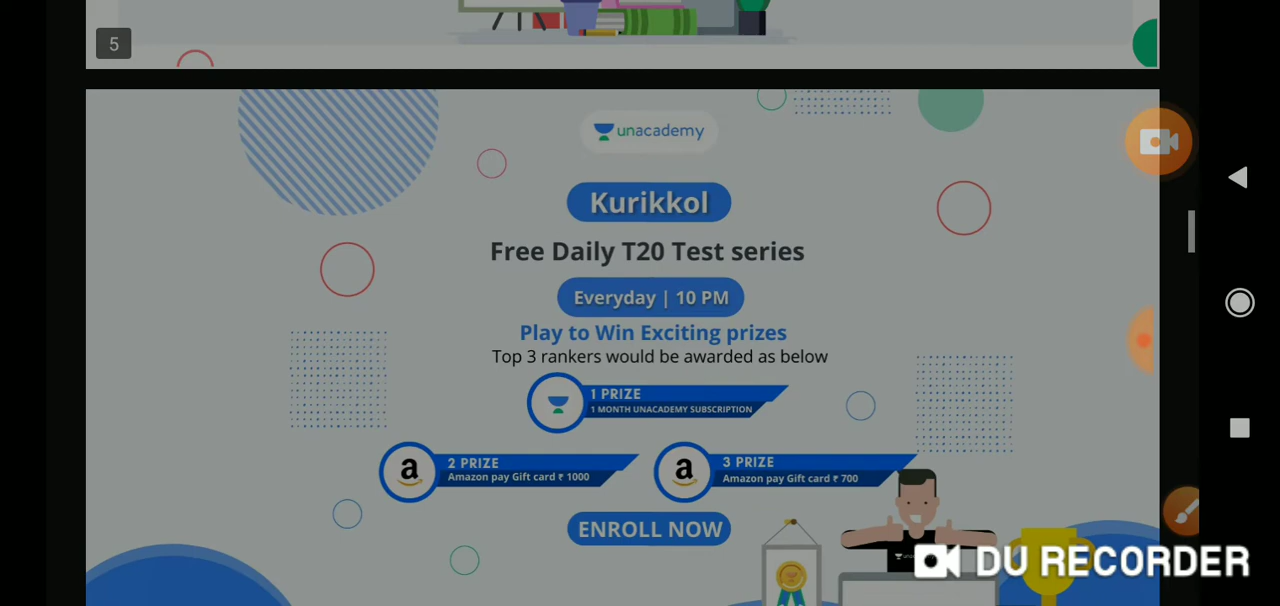 5
unacademy
Kurikkol
Free Daily T20 Test series
Everyday | 10 PM
Play to Win Exciting prizes
Top 3 rankers would be awarded as below
1 PRIZE
1 MONTH UNACADEMY SUBSCRIPTION
2 PRIZE
Amazon pay Gift card ₹ 1000
3 PRIZE
Amazon pay Gift card ₹ 700
ENROLL NOW
DU RECORDER